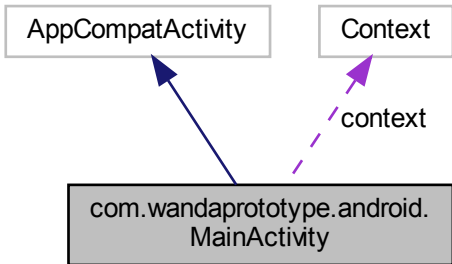 AppCompatActivity
Context
context
com.wandaprototype.android.
MainActivity